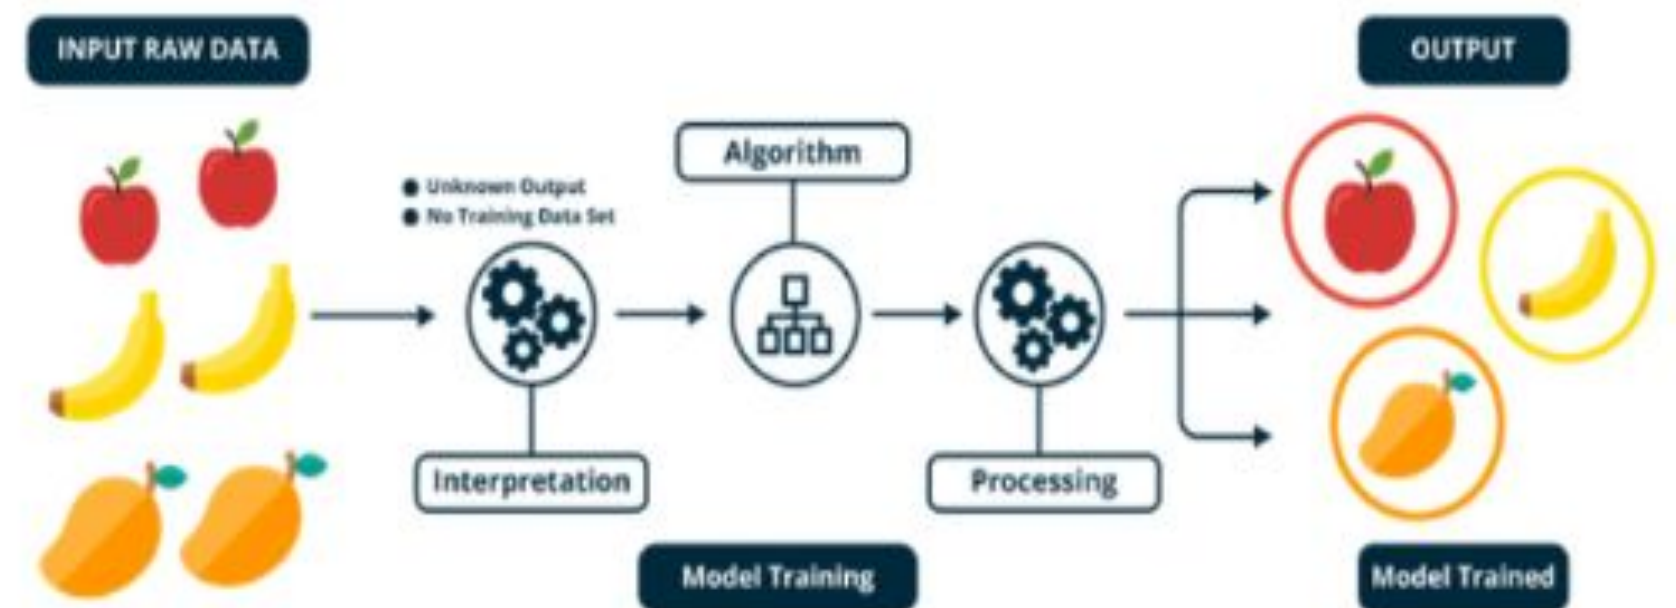 INPUT RAW DATA
OUTPUT
Algorithm
Unknown Output
No Training Data Set
Interpretation
Processing
Model Training
Model Trained